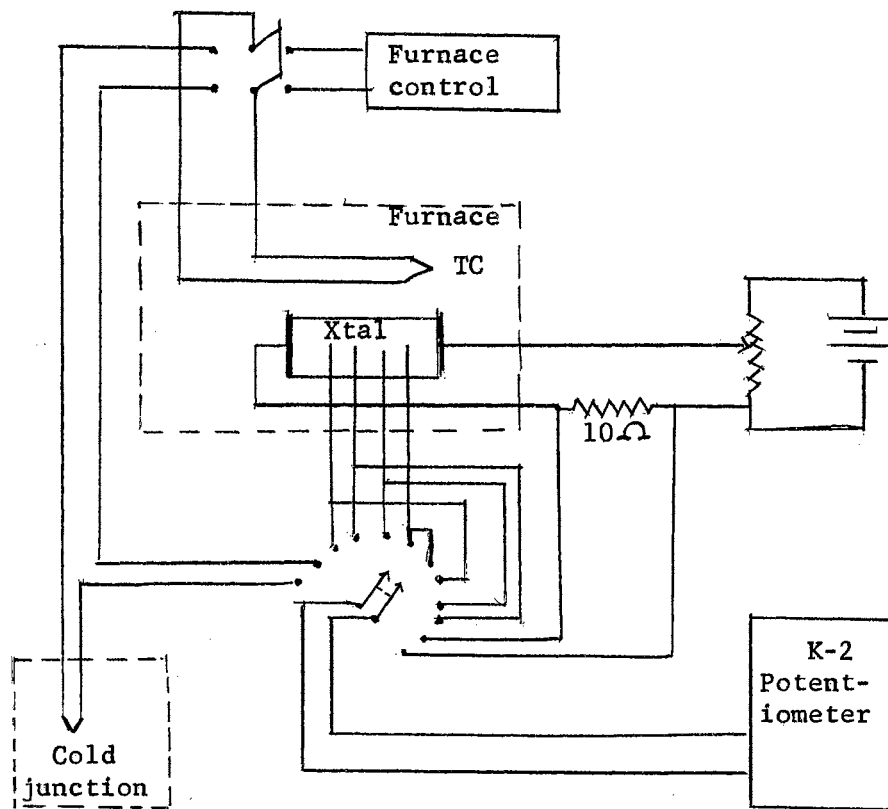 Furnace
control
Furnace
TC
Xtal
10Ω
K-2
Potent-
iometer
Cold
junction